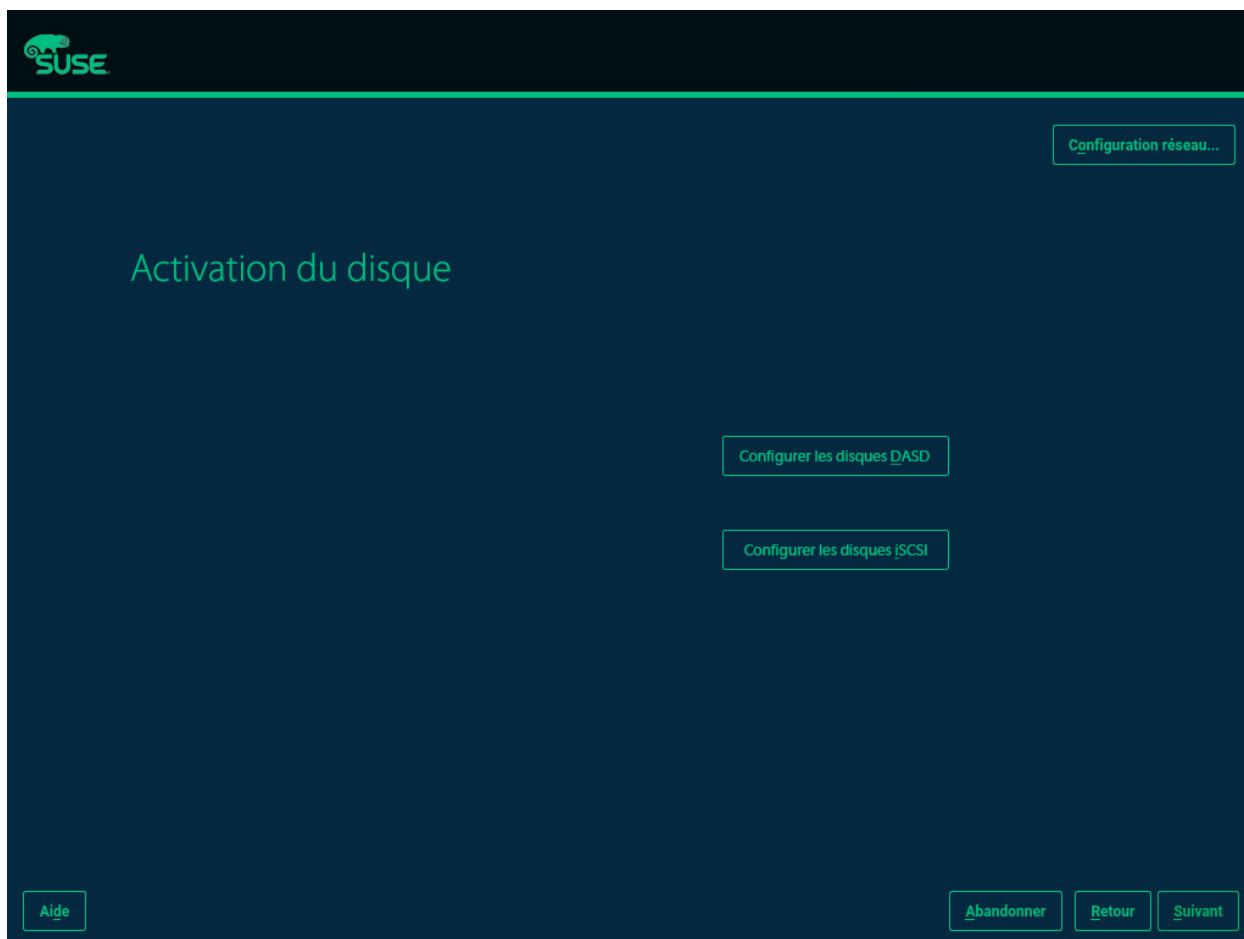 SUSE
Configuration réseau...
Activation du disque
Configurer les disques DASD
Configurer les disques iSCSI
Aide
Abandonner
Retour
Suivant